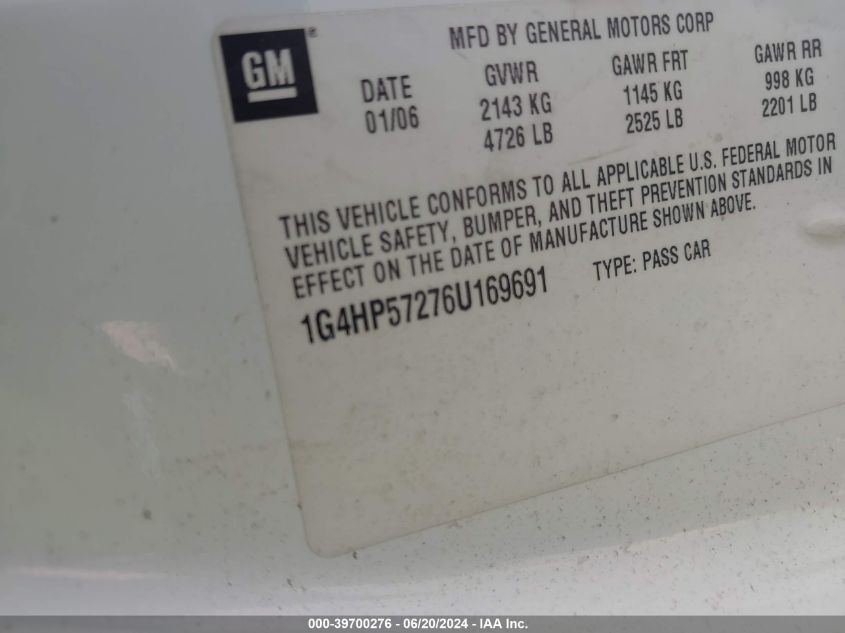 GM ®
MFD BY GENERAL MOTORS CORP
DATE GVWR GAWR FRT GAWR RR
01/06 2143 KG 1145 KG 998 KG
4726 LB 2525 LB 2201 LB
THIS VEHICLE CONFORMS TO ALL APPLICABLE U.S. FEDERAL MOTOR
VEHICLE SAFETY, BUMPER, AND THEFT PREVENTION STANDARDS IN
EFFECT ON THE DATE OF MANUFACTURE SHOWN ABOVE.
1G4HP57276U169691 TYPE: PASS CAR
000-39700276 - 06/20/2024 - IAA Inc.